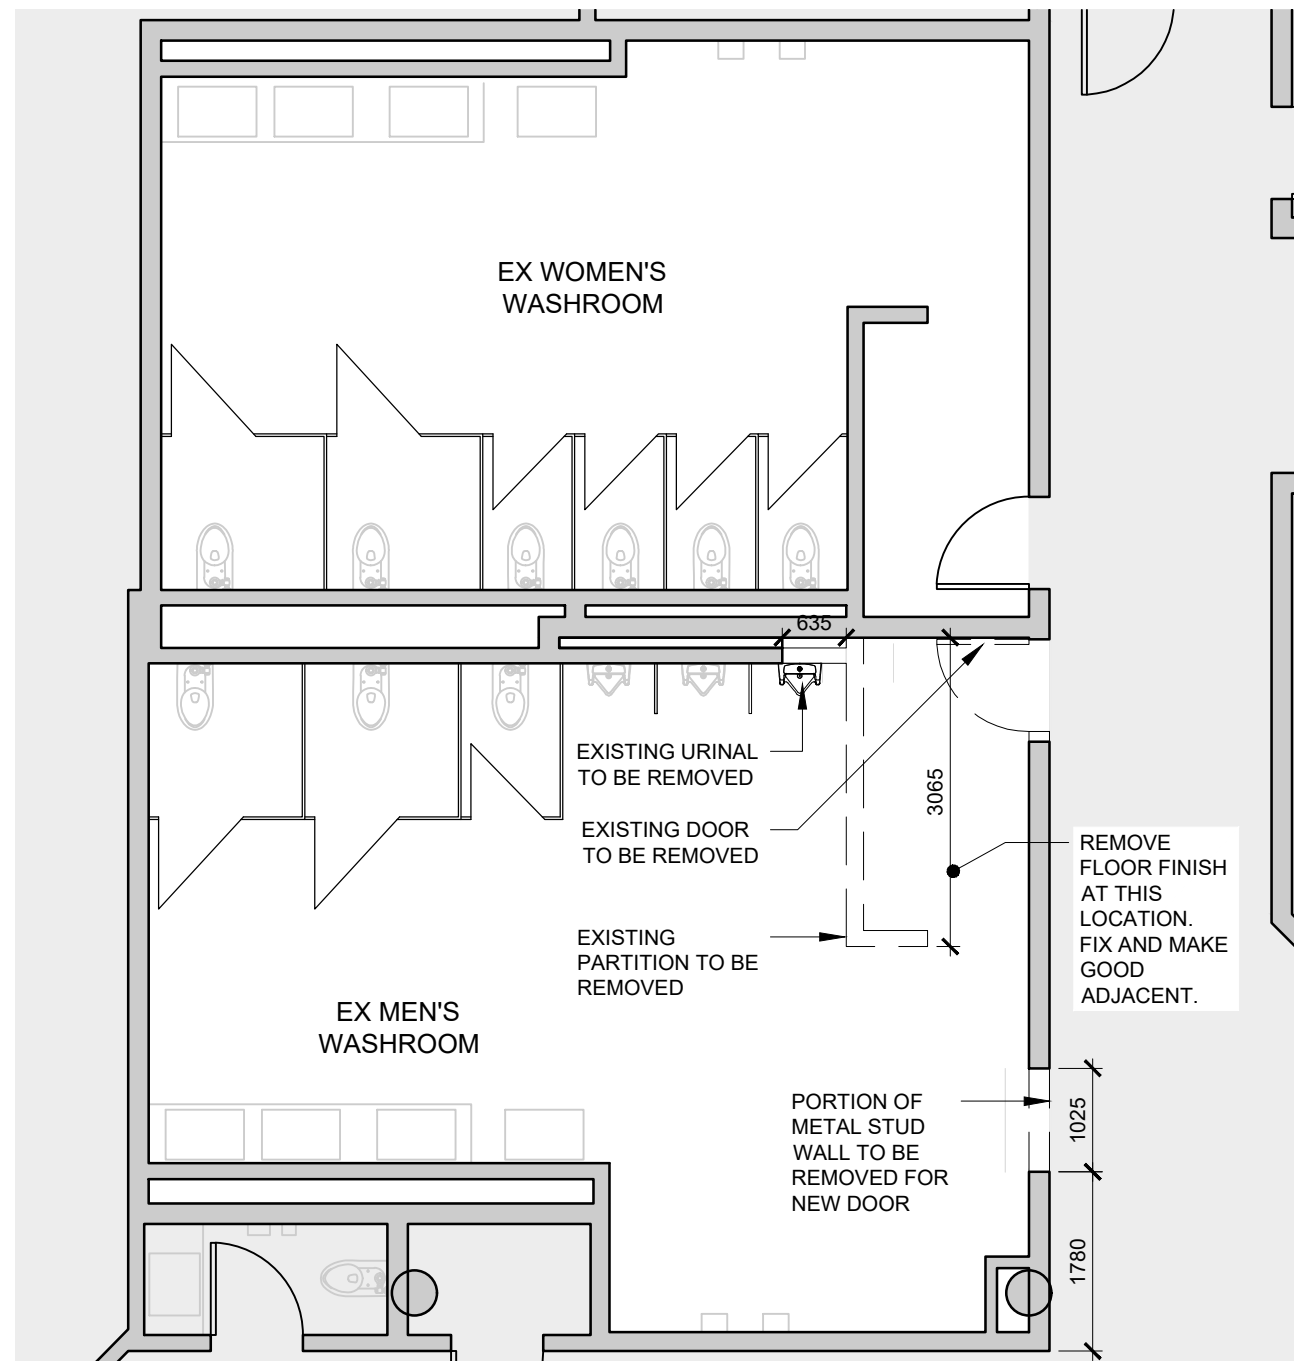 EX WOMEN'S
WASHROOM
635
EXISTING URINAL
TO BE REMOVED
3065
EXISTING DOOR
TO BE REMOVED
REMOVE
FLOOR FINISH
AT THIS
LOCATION.
FIX AND MAKE
GOOD
ADJACENT.
EXISTING
PARTITION TO BE
REMOVED
EX MEN'S
WASHROOM
PORTION OF
METAL STUD
WALL TO BE
REMOVED FOR
NEW DOOR
1025
1780